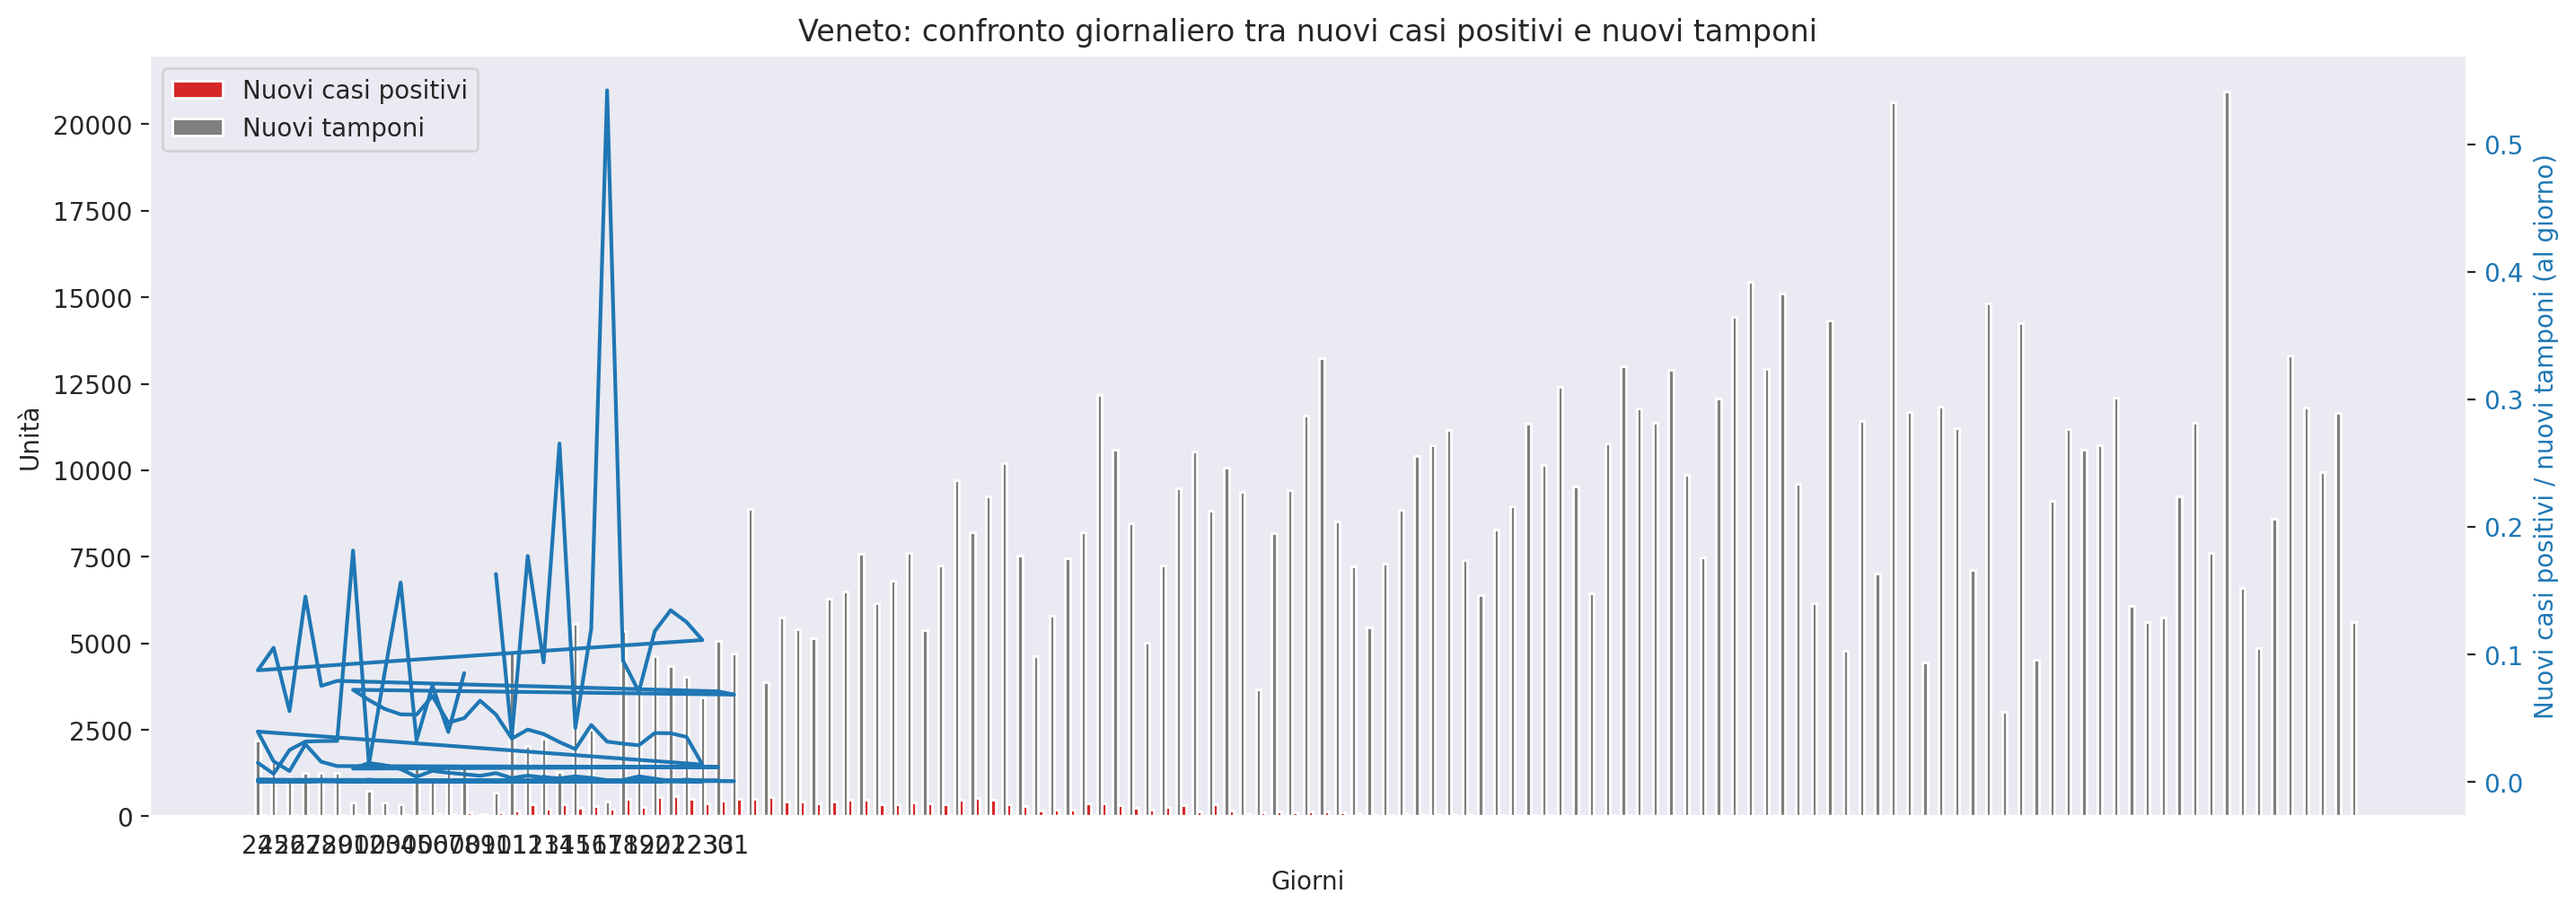 Veneto: confronto giornaliero tra nuovi casi positivi e nuovi tamponi
Nuovi casi positivi
Nuovi tamponi
20000
17500
15000
12500
10000
7500
5000
2500
0
Unità
0.5
0.4
0.3
0.2
0.1
0.0
Nuovi casi positivi / nuovi tamponi (al giorno)
Giorni